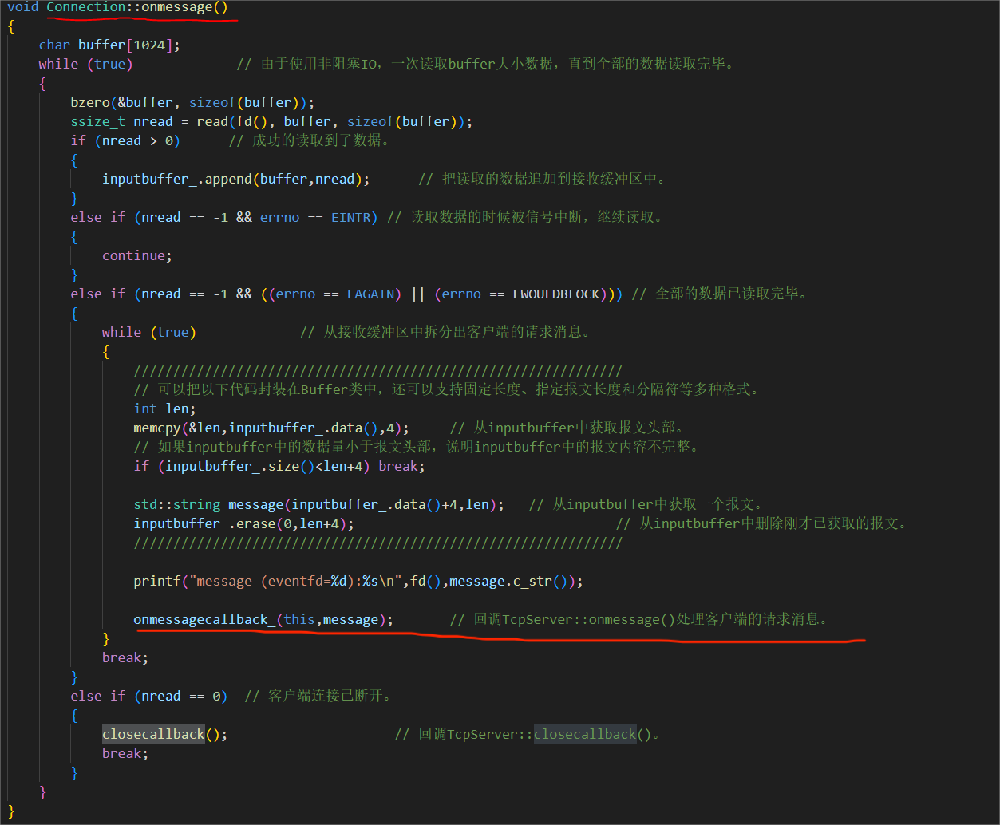 void Connection::onmessage()
{
    char buffer[1024];
    while (true)             // 由于使用非阻塞IO，一次读取buffer大小数据，直到全部的数据读取完毕。
    {
        bzero(&buffer, sizeof(buffer));
        ssize_t nread = read(fd(), buffer, sizeof(buffer));
        if (nread > 0)      // 成功的读取到了数据。
        {
            inputbuffer_.append(buffer,nread);      // 把读取的数据追加到接收缓冲区中。
        }
        else if (nread == -1 && errno == EINTR) // 读取数据的时候被信号中断，继续读取。
        {
            continue;
        }
        else if (nread == -1 && ((errno == EAGAIN) || (errno == EWOULDBLOCK))) // 全部的数据已读取完毕。
        {
            while (true)             // 从接收缓冲区中拆分出客户端的请求消息。
            {
                //////////////////////////////////////////////////////////////
                // 可以把以下代码封装在Buffer类中，还可以支持固定长度、指定报文长度和分隔符等多种格式。
                int len;
                memcpy(&len,inputbuffer_.data(),4);     // 从inputbuffer中获取报文头部。
                // 如果inputbuffer中的数据量小于报文头部，说明inputbuffer中的报文内容不完整。
                if (inputbuffer_.size()<len+4) break;

                std::string message(inputbuffer_.data()+4,len);   // 从inputbuffer中获取一个报文。
                inputbuffer_.erase(0,len+4);                                 // 从inputbuffer中删除刚才已获取的报文。
                //////////////////////////////////////////////////////////////

                printf("message (eventfd=%d):%s\n",fd(),message.c_str());

                onmessagecallback_(this,message);       // 回调TcpServer::onmessage()处理客户端的请求消息。
            }
            break;
        }
        else if (nread == 0)  // 客户端连接已断开。
        {
            closecallback();                     // 回调TcpServer::closecallback()。
            break;
        }
    }
}